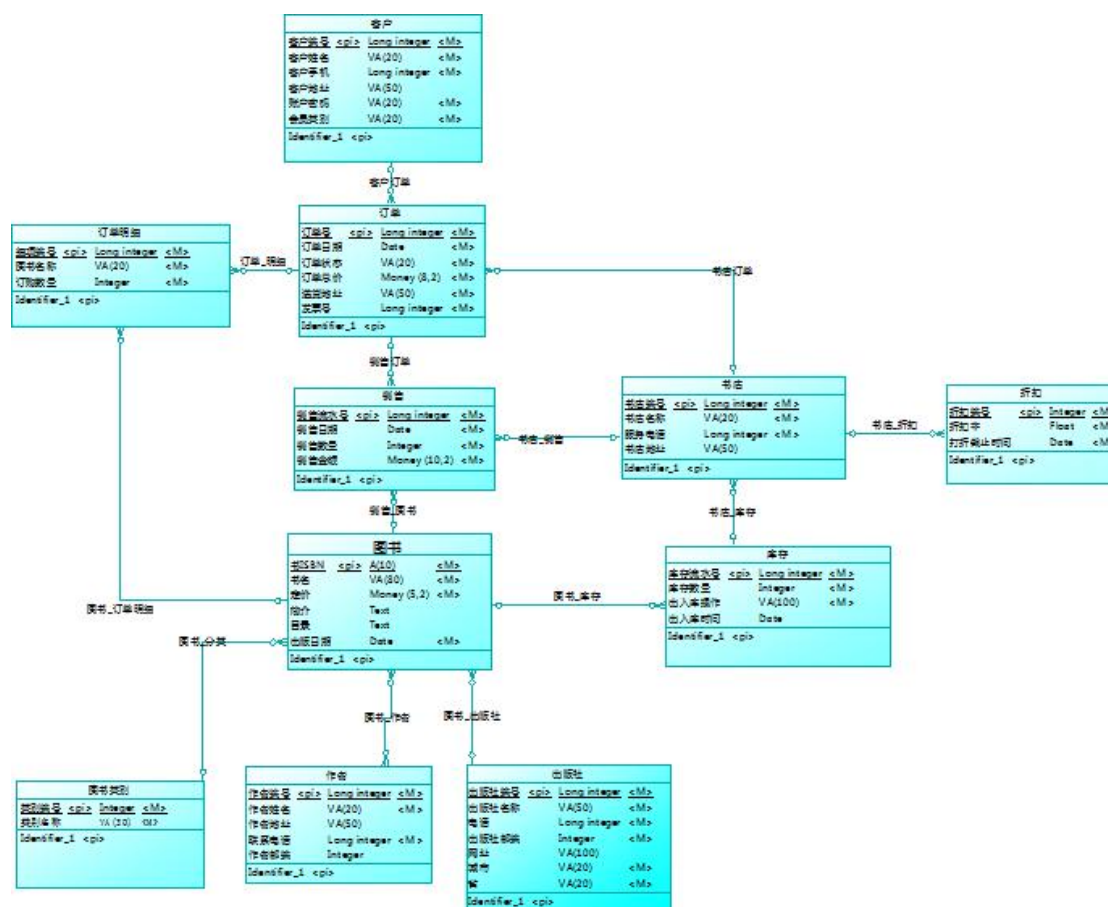 客户
客户编号 <pi> Long integer <M>
客户姓名 VA(20) <M>
客户手机 Long integer <M>
客户地址 VA(50)
账户密码 VA(20) <M>
会员类别 VA(20) <M>
Identifier_1 <pi>
客户_订单
订单明细
细项编号 <pi> Long integer <M>
图书名称 VA(20) <M>
订购数量 Integer <M>
Identifier_1 <pi>
订单_明细
订单
订单号 <pi> Long integer <M>
订单日期 Date <M>
订单状态 VA(20) <M>
订单总价 Money (8,2) <M>
送货地址 VA(50) <M>
发票号 Long integer <M>
Identifier_1 <pi>
书店_订单
销售_订单
销售
销售流水号 <pi> Long integer <M>
销售日期 Date <M>
销售数量 Integer <M>
销售金额 Money (10,2) <M>
Identifier_1 <pi>
书店_销售
书店
书店编号 <pi> Long integer <M>
书店名称 VA(20) <M>
服务电话 Long integer <M>
书店地址 VA(50)
Identifier_1 <pi>
书店_折扣
折扣
折扣编号 <pi> Integer <M>
折扣率 Float <M>
打折截止时间 Date <M>
Identifier_1 <pi>
销售_图书
书店_库存
图书
书ISBN <pi> A(10) <M>
书名 VA(80) <M>
定价 Money (5,2) <M>
简介 Text
目录 Text
出版日期 Date <M>
Identifier_1 <pi>
图书_库存
库存
库存流水号 <pi> Long integer <M>
库存数量 Integer <M>
出入库操作 VA(100) <M>
出入库时间 Date
Identifier_1 <pi>
图书_订单明细
图书_分类
图书_作者
图书_出版社
图书类别
类别编号 <pi> Integer <M>
类别名称 VA(20) <M>
Identifier_1 <pi>
作者
作者编号 <pi> Long integer <M>
作者姓名 VA(20) <M>
作者地址 VA(50)
联系电话 Long integer <M>
作者邮编 Integer
Identifier_1 <pi>
出版社
出版社编号 <pi> Long integer <M>
出版社名称 VA(50) <M>
电话 Long integer <M>
出版社邮编 Integer <M>
网址 VA(100)
城市 VA(20) <M>
省 VA(20) <M>
Identifier_1 <pi>